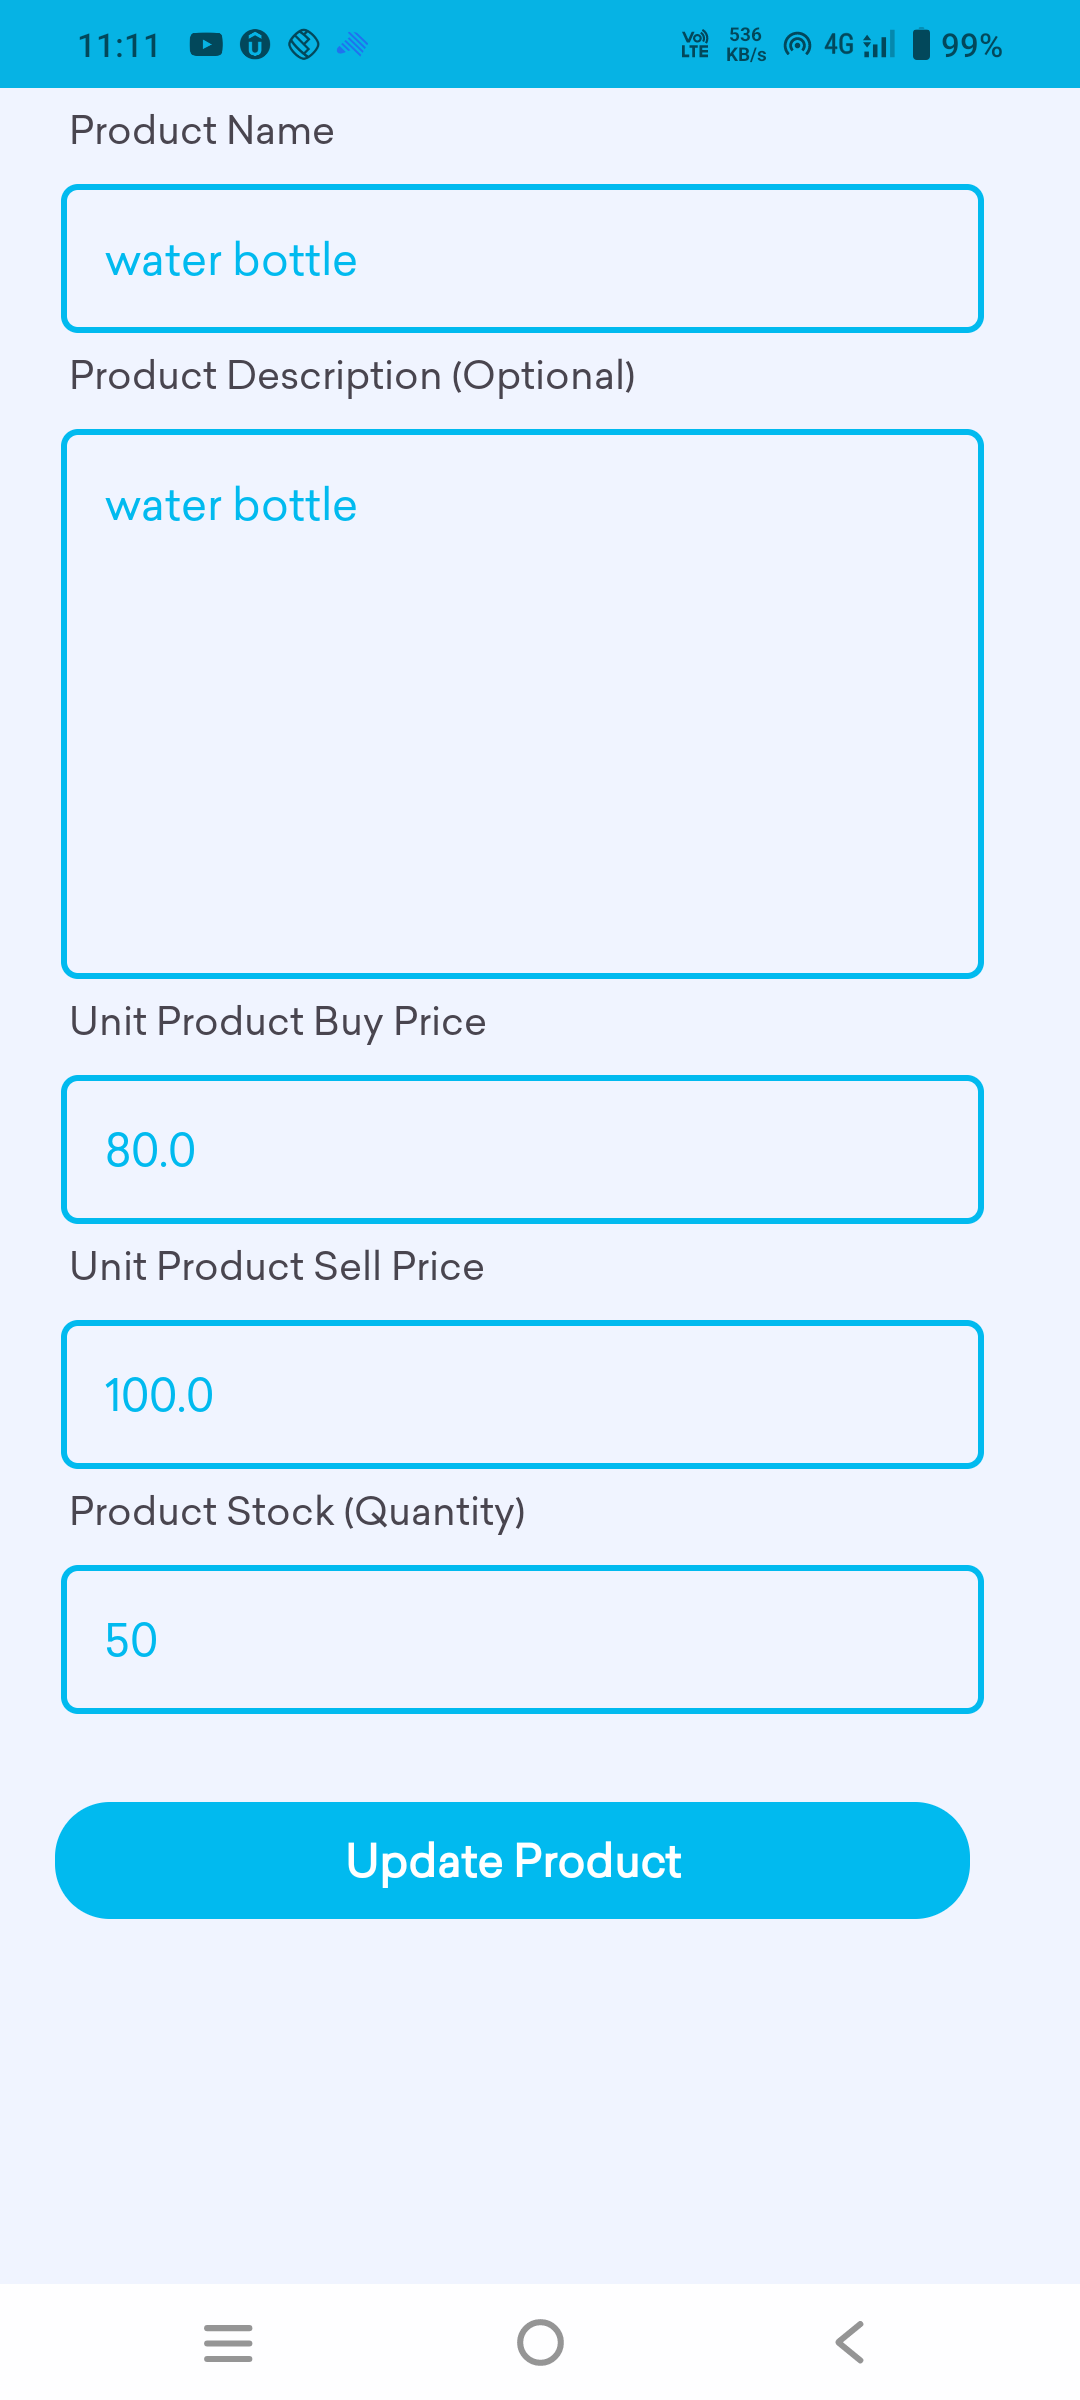 11:11 Vo) LTE 536 KB/s 4G 99%
Product Name
water bottle
Product Description (Optional)
water bottle
Unit Product Buy Price
80.0
Unit Product Sell Price
100.0
Product Stock (Quantity)
50
Update Product